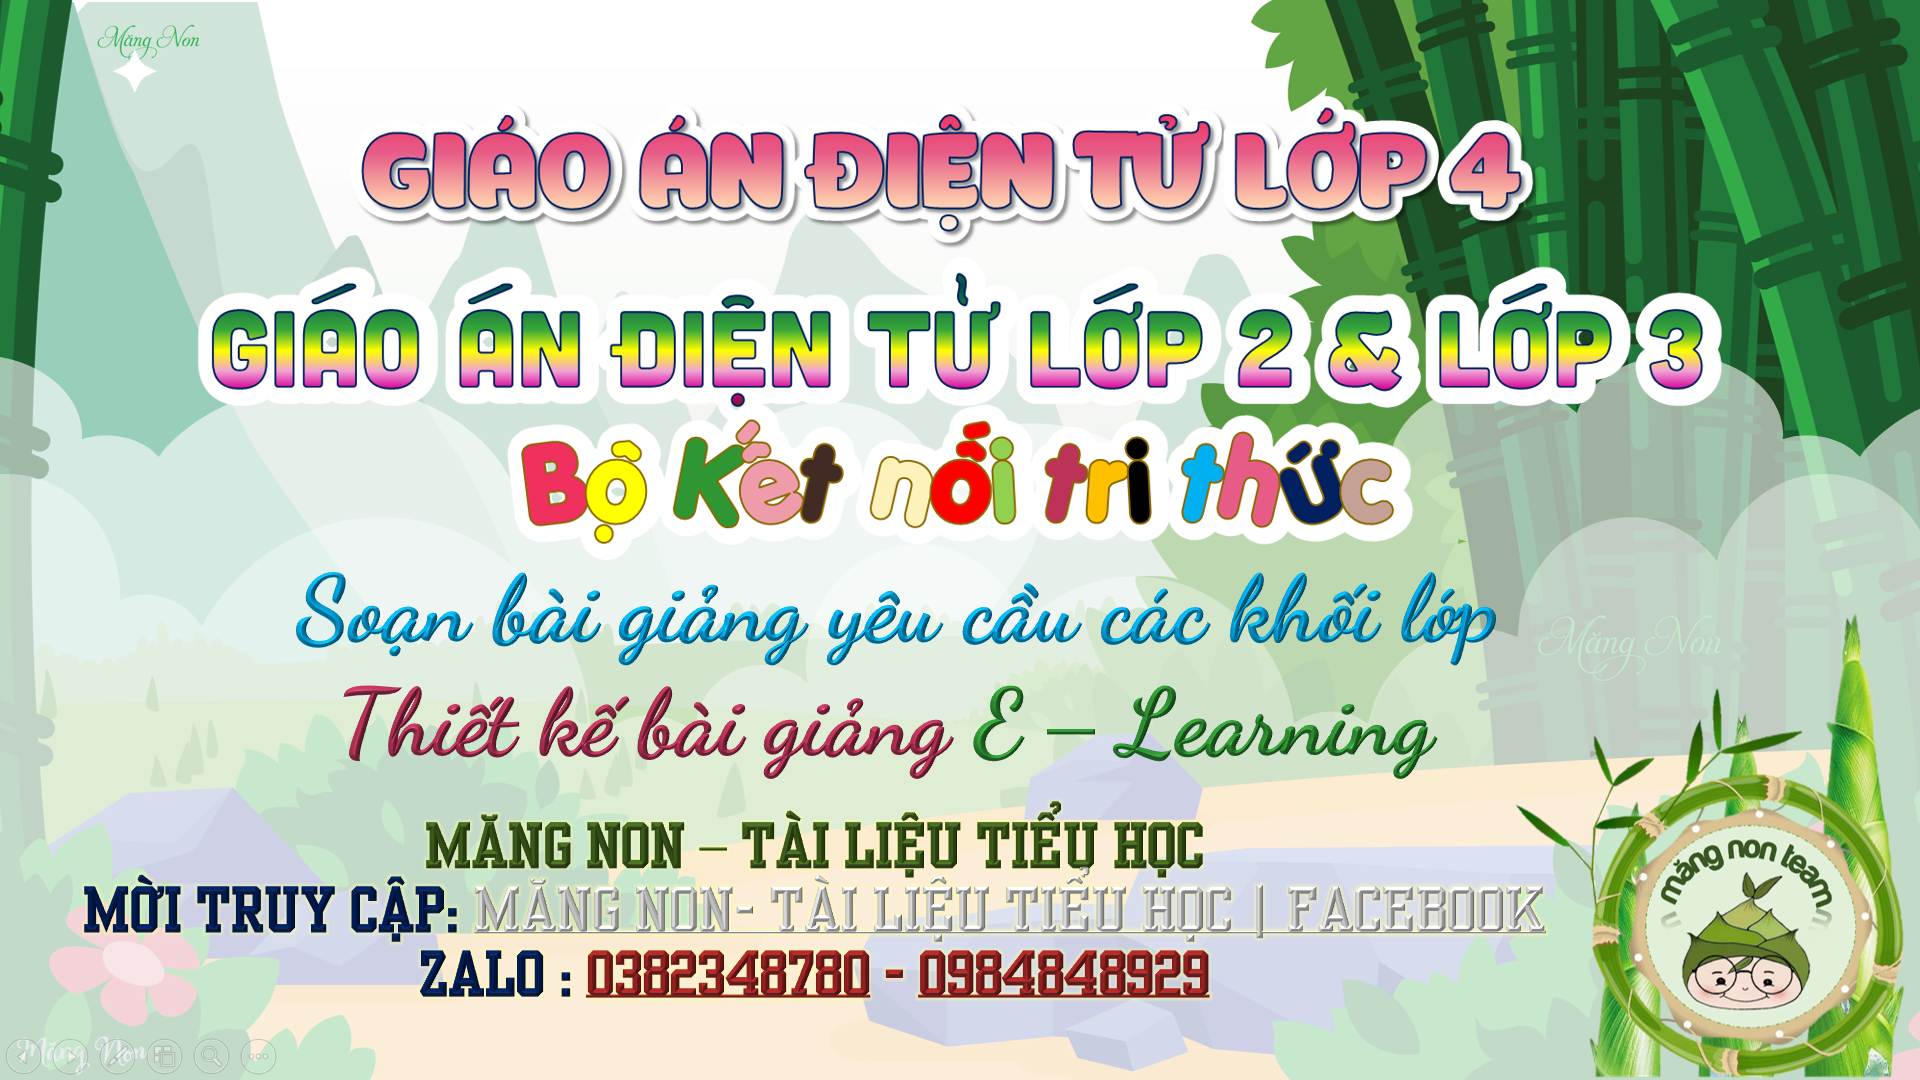 Măng Non
GIÁO ÁN ĐIỆN TỬ LỚP 4
GIÁO ÁN ĐIỆN TỬ LỚP 2 & LỚP 3
Bộ Kết nối tri thức
Soạn bài giảng yêu cầu các khối lớp
Măng Non
Thiết kế bài giảng E – Learning
MĂNG NON – TÀI LIỆU TIỂU HỌC
MỜI TRUY CẬP: MĂNG NON- TÀI LIỆU TIỂU HỌC | FACEBOOK
ZALO : 0382348780 - 0984848929
măng non team
Măng Non